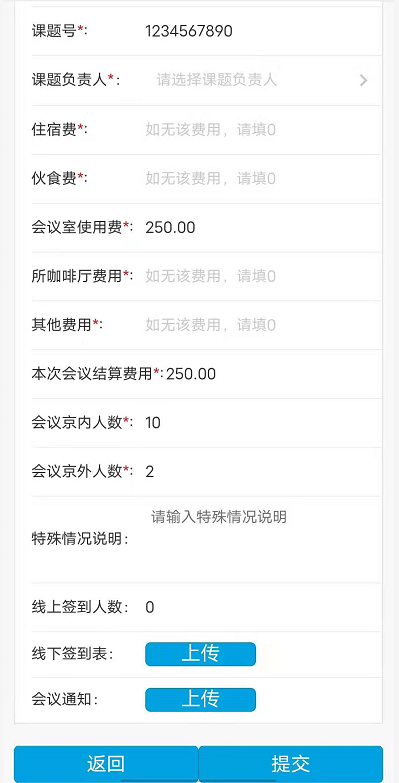 课题号*: 1234567890
课题负责人*: 请选择课题负责人
住宿费*: 如无该费用，请填0
伙食费*: 如无该费用，请填0
会议室使用费*: 250.00
所咖啡厅费用*: 如无该费用，请填0
其他费用*: 如无该费用，请填0
本次会议结算费用*:250.00
会议京内人数*: 10
会议京外人数*: 2
请输入特殊情况说明
特殊情况说明:
线上签到人数: 0
线下签到表: 上传
会议通知: 上传
返回 提交